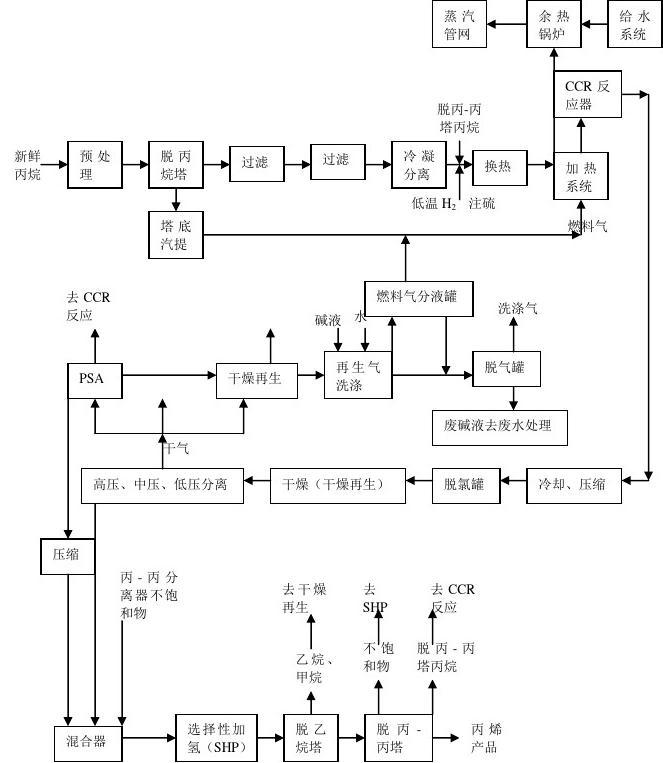 蒸 汽
管网
余 热
锅炉
给 水
系统
CCR 反
应器
脱丙-丙
塔丙烷
新鲜
丙烷
预 处
理
脱 丙
烷塔
过滤
过滤
冷 凝
分离
换热
加 热
系统
低温 H₂
注硫
燃料气
塔 底
汽提
去 CCR
反应
燃料气分液罐
洗涤气
碱液
水
PSA
干燥再生
再 生 气
洗涤
脱气罐
废碱液去废水处理
干气
高压、中压、低压分离
干燥（干燥再生）
脱氯罐
冷却、压缩
压缩
丙 - 丙 分
离器不饱
和物
去 干 燥
再生
去
SHP
去 CCR
反应
乙 烷 、
甲烷
不 饱
和物
脱 丙 - 丙
塔丙烷
混合器
选 择 性 加
氢（SHP）
脱 乙
烷塔
脱 丙 -
丙塔
丙 烯
产品